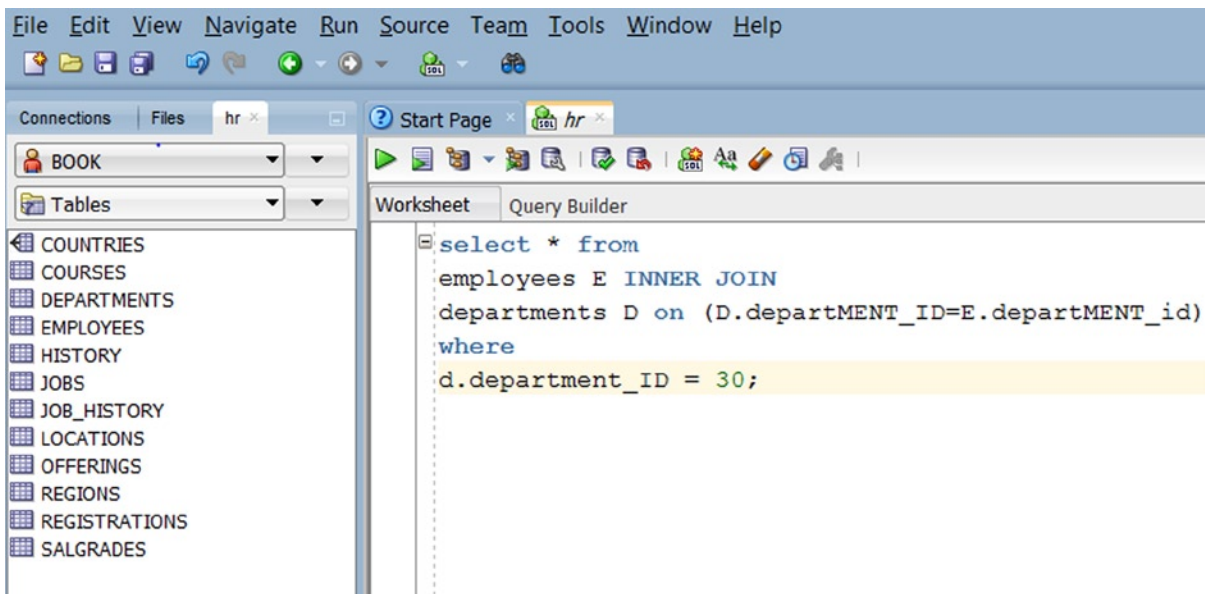 File Edit View Navigate Run Source Team Tools Window Help
Connections Files hr
BOOK
Tables
COUNTRIES
COURSES
DEPARTMENTS
EMPLOYEES
HISTORY
JOBS
JOB_HISTORY
LOCATIONS
OFFERINGS
REGIONS
REGISTRATIONS
SALGRADES
Start Page hr
Worksheet Query Builder
select * from
employees E INNER JOIN
departments D on (D.departMENT_ID=E.departMENT_id)
where
d.department_ID = 30;